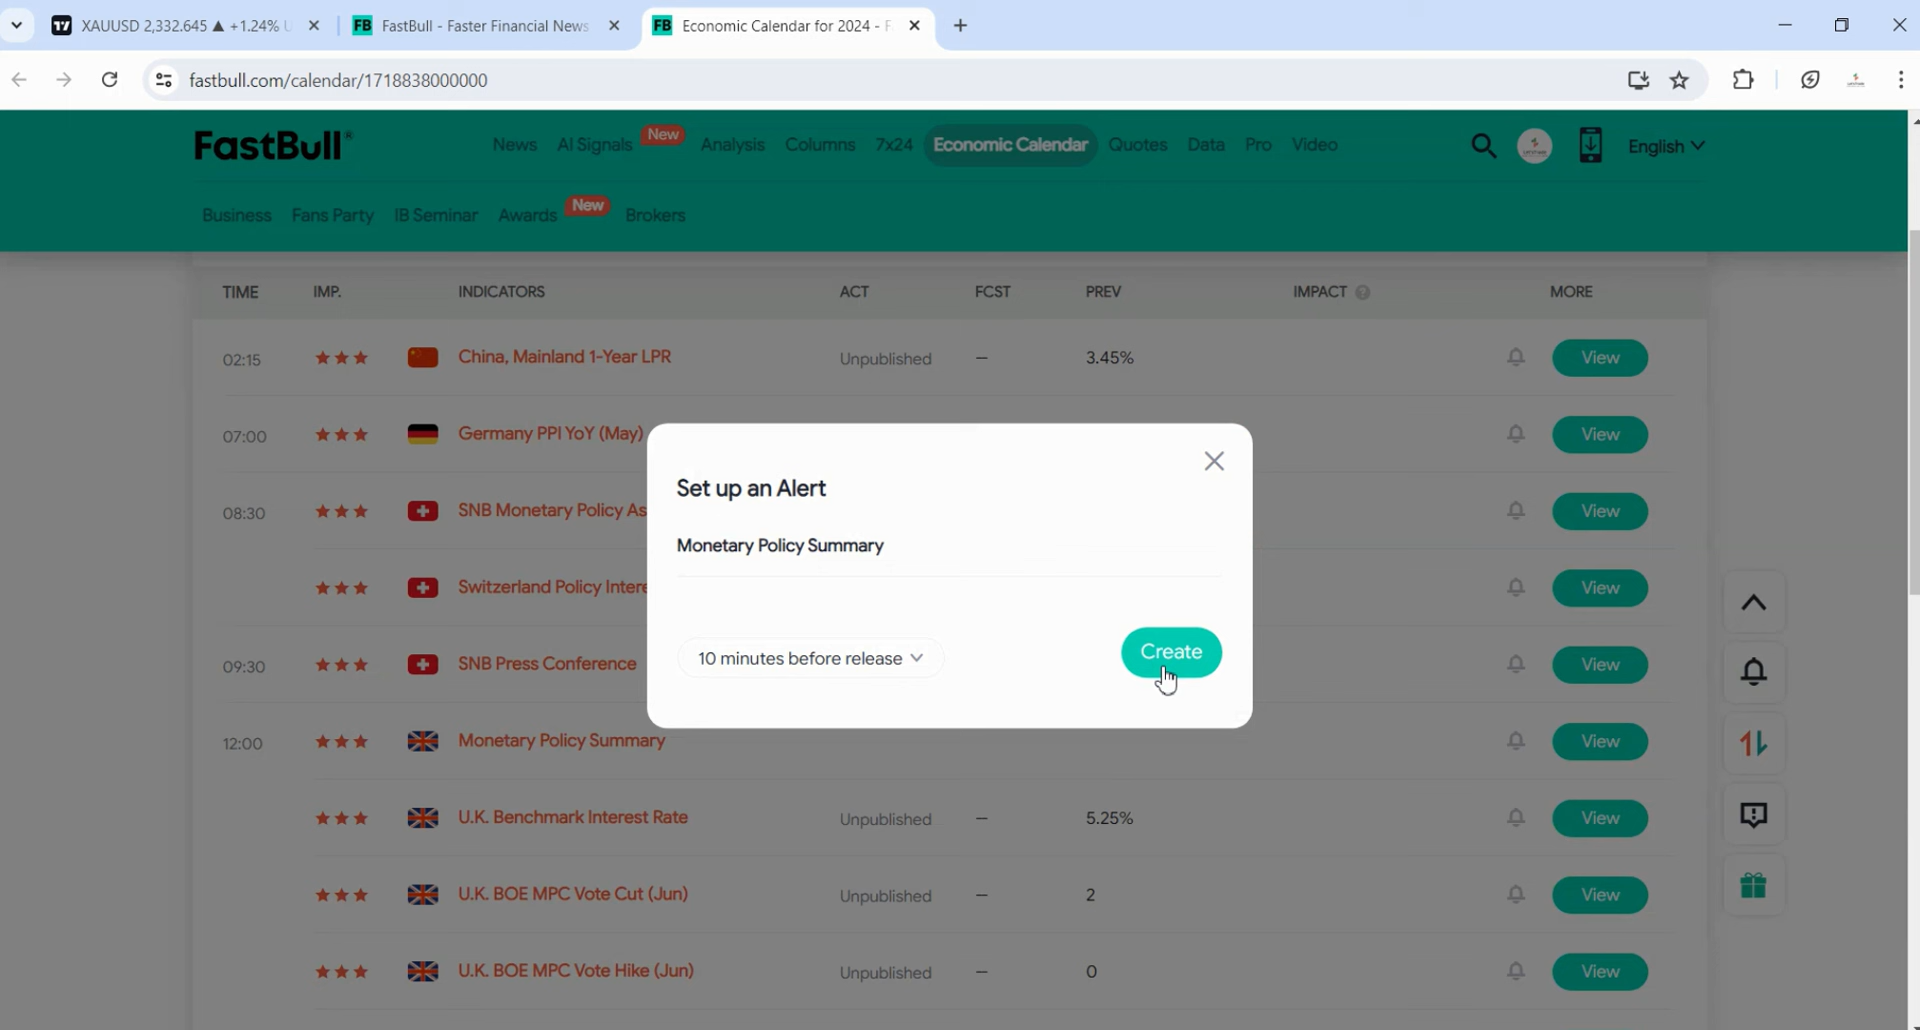 XAUUSD 2,332.645 ▲ +1.24% U
FastBull - Faster Financial News
Economic Calendar for 2024 - F
fastbull.com/calendar/1718838000000
FastBull®
News AI Signals New Analysis Columns 7x24 Economic Calendar Quotes Data Pro Video English
Business Fans Party IB Seminar Awards New Brokers
TIME IMP. INDICATORS ACT FCST PREV IMPACT ? MORE
02:15 ★★★ China, Mainland 1-Year LPR Unpublished – 3.45% View
07:00 ★★★ Germany PPI YoY (May) View
08:30 ★★★ SNB Monetary Policy As View
★★★ Switzerland Policy Intere View
09:30 ★★★ SNB Press Conference View
12:00 ★★★ Monetary Policy Summary View
★★★ U.K. Benchmark Interest Rate Unpublished – 5.25% View
★★★ U.K. BOE MPC Vote Cut (Jun) Unpublished – 2 View
★★★ U.K. BOE MPC Vote Hike (Jun) Unpublished – 0 View
Set up an Alert
Monetary Policy Summary
10 minutes before release
Create